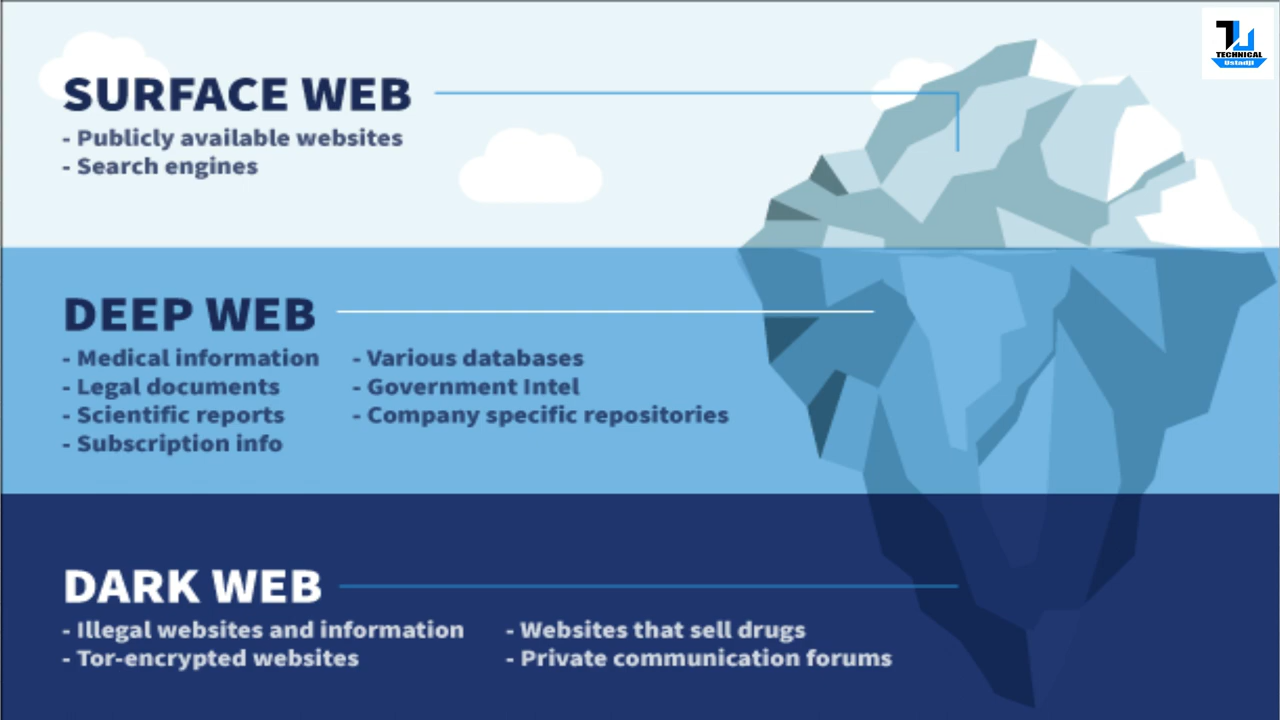 TECHNICAL
Ustadji
SURFACE WEB
- Publicly available websites
- Search engines
DEEP WEB
- Medical information
- Legal documents
- Scientific reports
- Subscription info
- Various databases
- Government Intel
- Company specific repositories
DARK WEB
- Illegal websites and information
- Tor-encrypted websites
- Websites that sell drugs
- Private communication forums